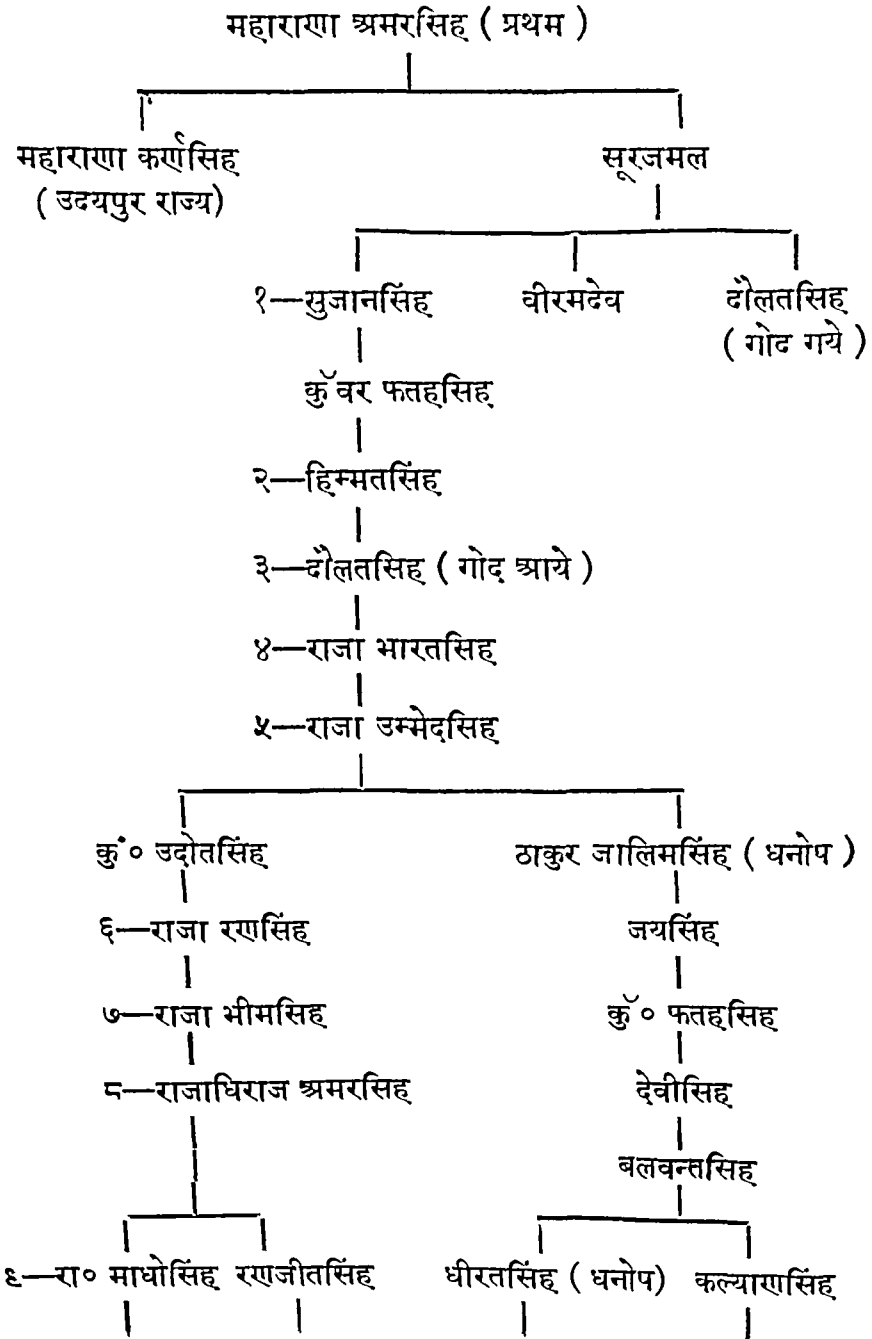 महाराणा अमरसिंह ( प्रथम )
महाराणा कर्णसिंह सूरजमल
( उदयपुर राज्य)
१—सुजानसिंह वीरमदेव दौलतसिह
( गोद गये )
कुॅवर फतहसिह
२—हिम्मतसिंह
३—दौलतसिह ( गोद आये )
४—राजा भारतसिह
५—राजा उम्मेदसिह
कुं० उदोतसिंह ठाकुर जालिमसिंह ( धनोप )
६—राजा रणसिंह जयसिंह
७—राजा भीमसिह कुॅ० फतहसिह
८—राजाधिराज अमरसिंह देवीसिह
बलवन्तसिह
९—रा० माधोसिंह रणजीतसिंह धीरतसिंह ( धनोप) कल्याणसिंह